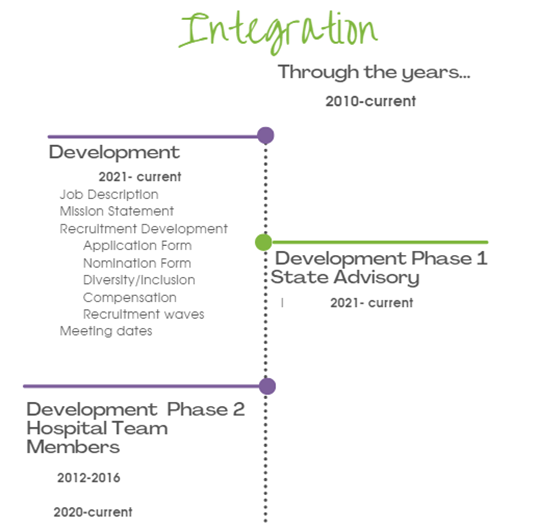 Integration
Through the years...
2010-current
Development
2021- current
Job Description
Mission Statement
Recruitment Development
Application Form
Nomination Form
Diversity/Inclusion
Compensation
Recruitment waves
Meeting dates
Development Phase 1
State Advisory
| 2021- current
Development Phase 2
Hospital Team
Members
2012-2016
2020-current